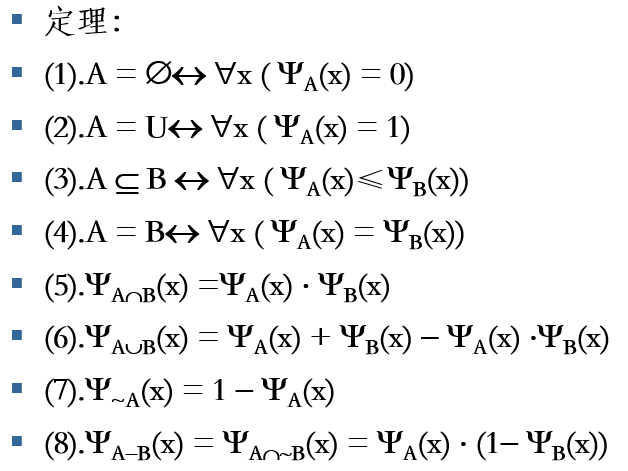 定理:
(1).A = ∅↔ ∀x ( Ψ_A(x) = 0)
(2).A = U↔ ∀x ( Ψ_A(x) = 1)
(3).A ⊆ B ↔ ∀x ( Ψ_A(x)≤Ψ_B(x))
(4).A = B↔ ∀x ( Ψ_A(x) = Ψ_B(x))
(5).Ψ_{A∩B}(x) =Ψ_A(x) · Ψ_B(x)
(6).Ψ_{A∪B}(x) = Ψ_A(x) + Ψ_B(x) – Ψ_A(x) ·Ψ_B(x)
(7).Ψ_{~A}(x) = 1 – Ψ_A(x)
(8).Ψ_{A–B}(x) = Ψ_{A∩~B}(x) = Ψ_A(x) · (1– Ψ_B(x))